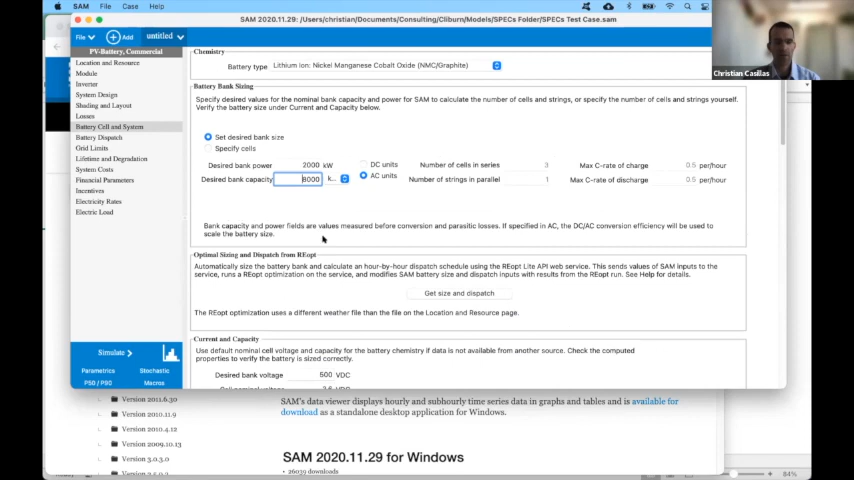 SAM File Case Help
SAM 2020.11.29: /Users/christian/Documents/Consulting/Cliburn/Models/SPECs Folder/SPECs Test Case.sam
File Add untitled
PV-Battery, Commercial
Location and Resource
Module
Inverter
System Design
Shading and Layout
Losses
Battery Cell and System
Battery Dispatch
Grid Limits
Lifetime and Degradation
System Costs
Financial Parameters
Incentives
Electricity Rates
Electric Load
Simulate >
Parametrics Stochastic
P50 / P90 Macros
Chemistry
Battery type Lithium Ion: Nickel Manganese Cobalt Oxide (NMC/Graphite)
Battery Bank Sizing
Specify desired values for the nominal bank capacity and power for SAM to calculate the number of cells and strings, or specify the number of cells and strings yourself.
Verify the battery size under Current and Capacity below.
Set desired bank size
Specify cells
Desired bank power 2000 kW DC units Number of cells in series 3 Max C-rate of charge 0.5 per/hour
Desired bank capacity 8000 k... AC units Number of strings in parallel 1 Max C-rate of discharge 0.5 per/hour
Bank capacity and power fields are values measured before conversion and parasitic losses. If specified in AC, the DC/AC conversion efficiency will be used to
scale the battery size.
Optimal Sizing and Dispatch from REopt
Automatically size the battery bank and calculate an hour-by-hour dispatch schedule using the REopt Lite API web service. This sends values of SAM inputs to the
service, runs a REopt optimization on the service, and modifies SAM battery size and dispatch inputs with results from the REopt run. See Help for details.
Get size and dispatch
The REopt optimization uses a different weather file than the file on the Location and Resource page.
Current and Capacity
Use default nominal cell voltage and capacity for the battery chemistry if data is not available from another source. Check the computed
properties to verify the battery is sized correctly.
Desired bank voltage 500 VDC
Christian Casillas
Version 2011.6.30
Version 2010.11.9
Version 2010.4.12
Version 2009.10.13
Version 3.0.3.0
SAM's data viewer displays hourly and subhourly time series data in graphs and tables and is available for
download as a standalone desktop application for Windows.
SAM 2020.11.29 for Windows
26039 downloads
84%